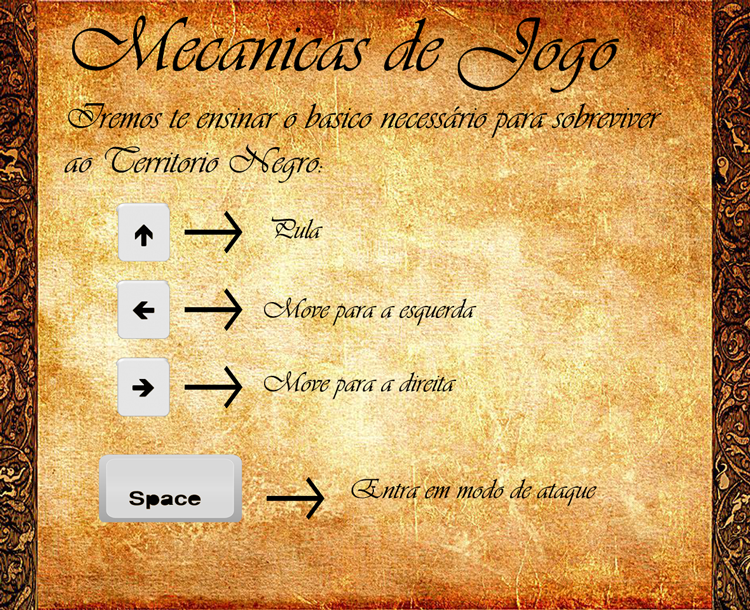 Mecanicas de Jogo
Iremos te ensinar o basico necessário para sobreviver
ao Territorio Negro:
Pula
Move para a esquerda
Move para a direita
Space
Entra em modo de ataque